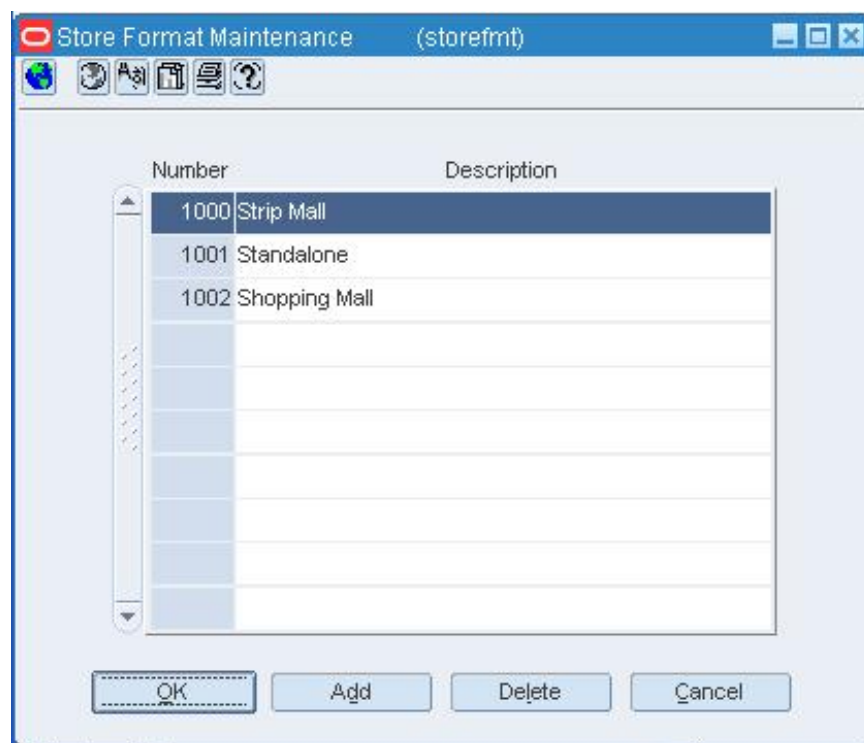 Store Format Maintenance (storefmt)
Number Description
1000 Strip Mall
1001 Standalone
1002 Shopping Mall
OK Add Delete Cancel